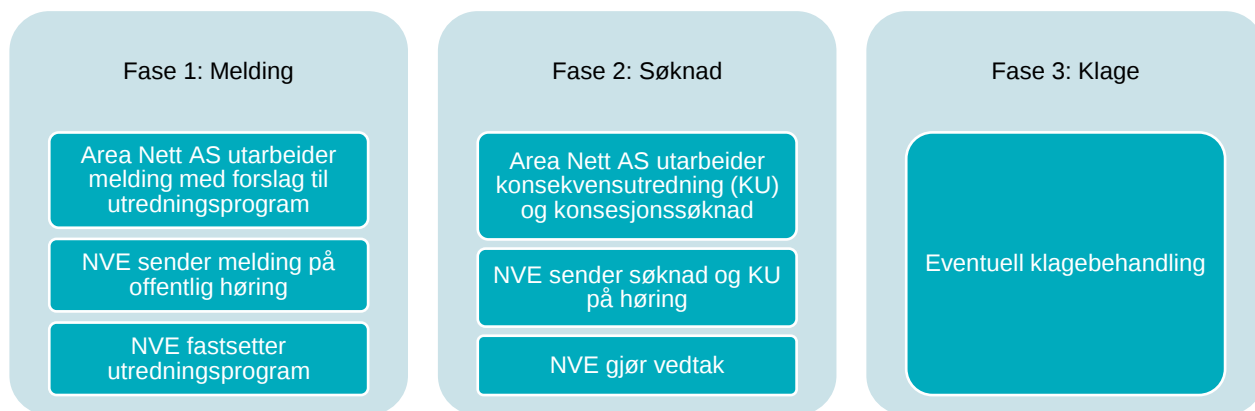 Fase 1: Melding
Area Nett AS utarbeider
melding med forslag til
utredningsprogram
NVE sender melding på
offentlig høring
NVE fastsetter
utredningsprogram
Fase 2: Søknad
Area Nett AS utarbeider
konsekvensutredning (KU)
og konsesjonssøknad
NVE sender søknad og KU
på høring
NVE gjør vedtak
Fase 3: Klage
Eventuell klagebehandling